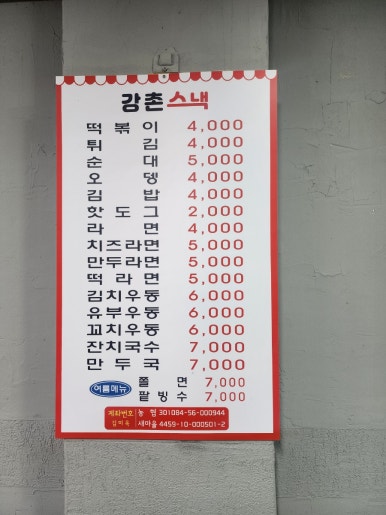 강촌스낵
떡볶이 4,000
튀김 4,000
순대 5,000
오뎅 4,000
김밥 4,000
핫도그 2,000
라면 4,000
치즈라면 5,000
만두라면 5,000
떡라면 5,000
김치우동 6,000
유부우동 6,000
꼬치우동 6,000
잔치국수 7,000
만두국 7,000
여름메뉴
쫄면 7,000
팥빙수 7,000
계좌번호 농협 301084-56-000944
새마을 4459-10-000501-2